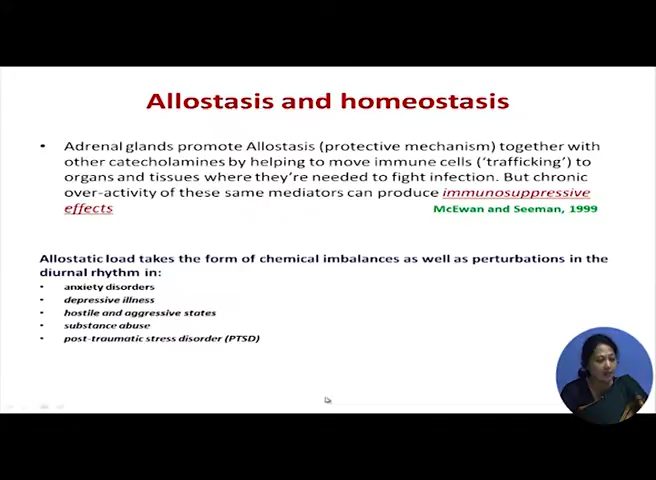 Allostasis and homeostasis
• Adrenal glands promote Allostasis (protective mechanism) together with
other catecholamines by helping to move immune cells ('trafficking') to
organs and tissues where they're needed to fight infection. But chronic
over-activity of these same mediators can produce immunosuppressive
effects McEwan and Seeman, 1999
Allostatic load takes the form of chemical imbalances as well as perturbations in the
diurnal rhythm in:
• anxiety disorders
• depressive illness
• hostile and aggressive states
• substance abuse
• post-traumatic stress disorder (PTSD)